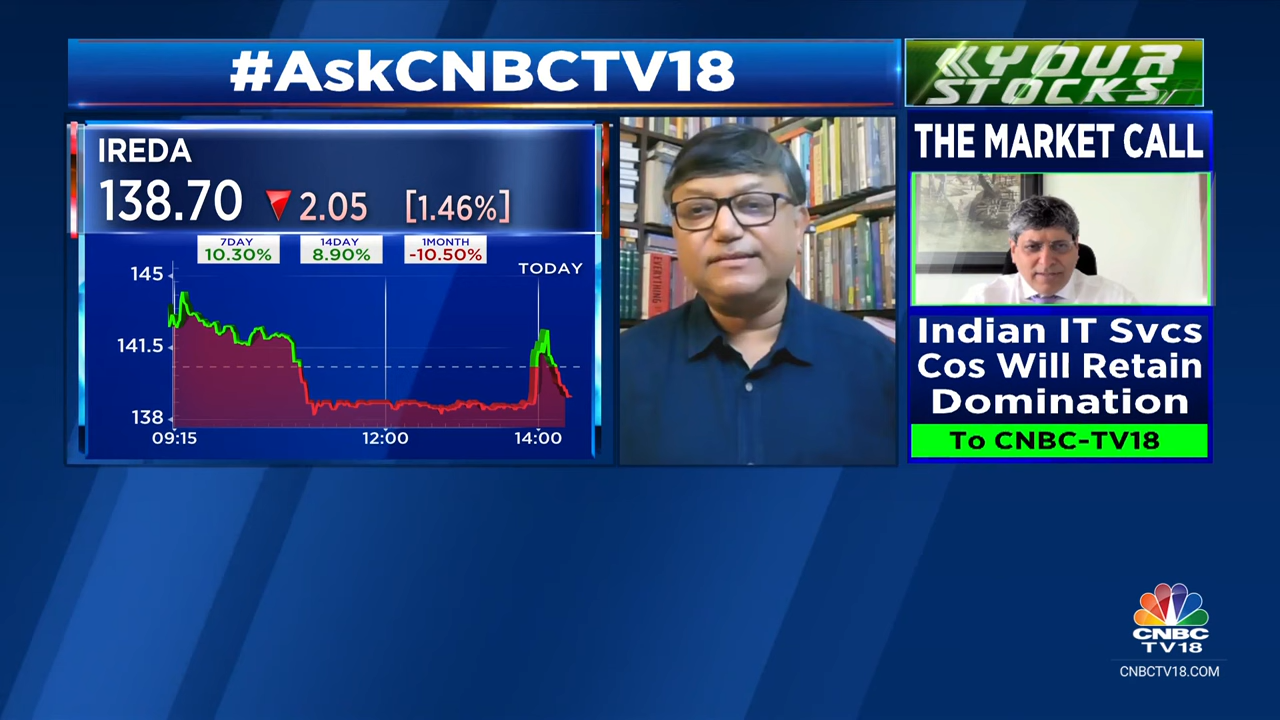 #AskCNBCTV18
YOUR
STOCKS
IREDA
138.70 ▼ 2.05 [1.46%]
7DAY 14DAY 1MONTH
10.30% 8.90% -10.50%
TODAY
145
141.5
138
09:15 12:00 14:00
EVERYTHING
THE MARKET CALL
Indian IT Svcs
Cos Will Retain
Domination
To CNBC-TV18
CNBC
TV18
CNBCTV18.COM